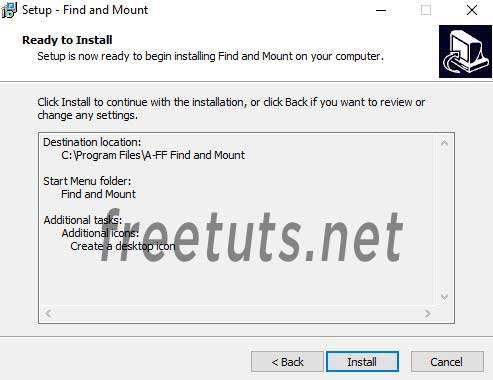 Setup - Find and Mount
Ready to Install
Setup is now ready to begin installing Find and Mount on your computer.
Click Install to continue with the installation, or click Back if you want to review or
change any settings.
Destination location:
C:\Program Files\A-FF Find and Mount
Start Menu folder:
Find and Mount
Additional tasks:
Additional icons:
Create a desktop icon
freetuts.net
< Back
Install
Cancel